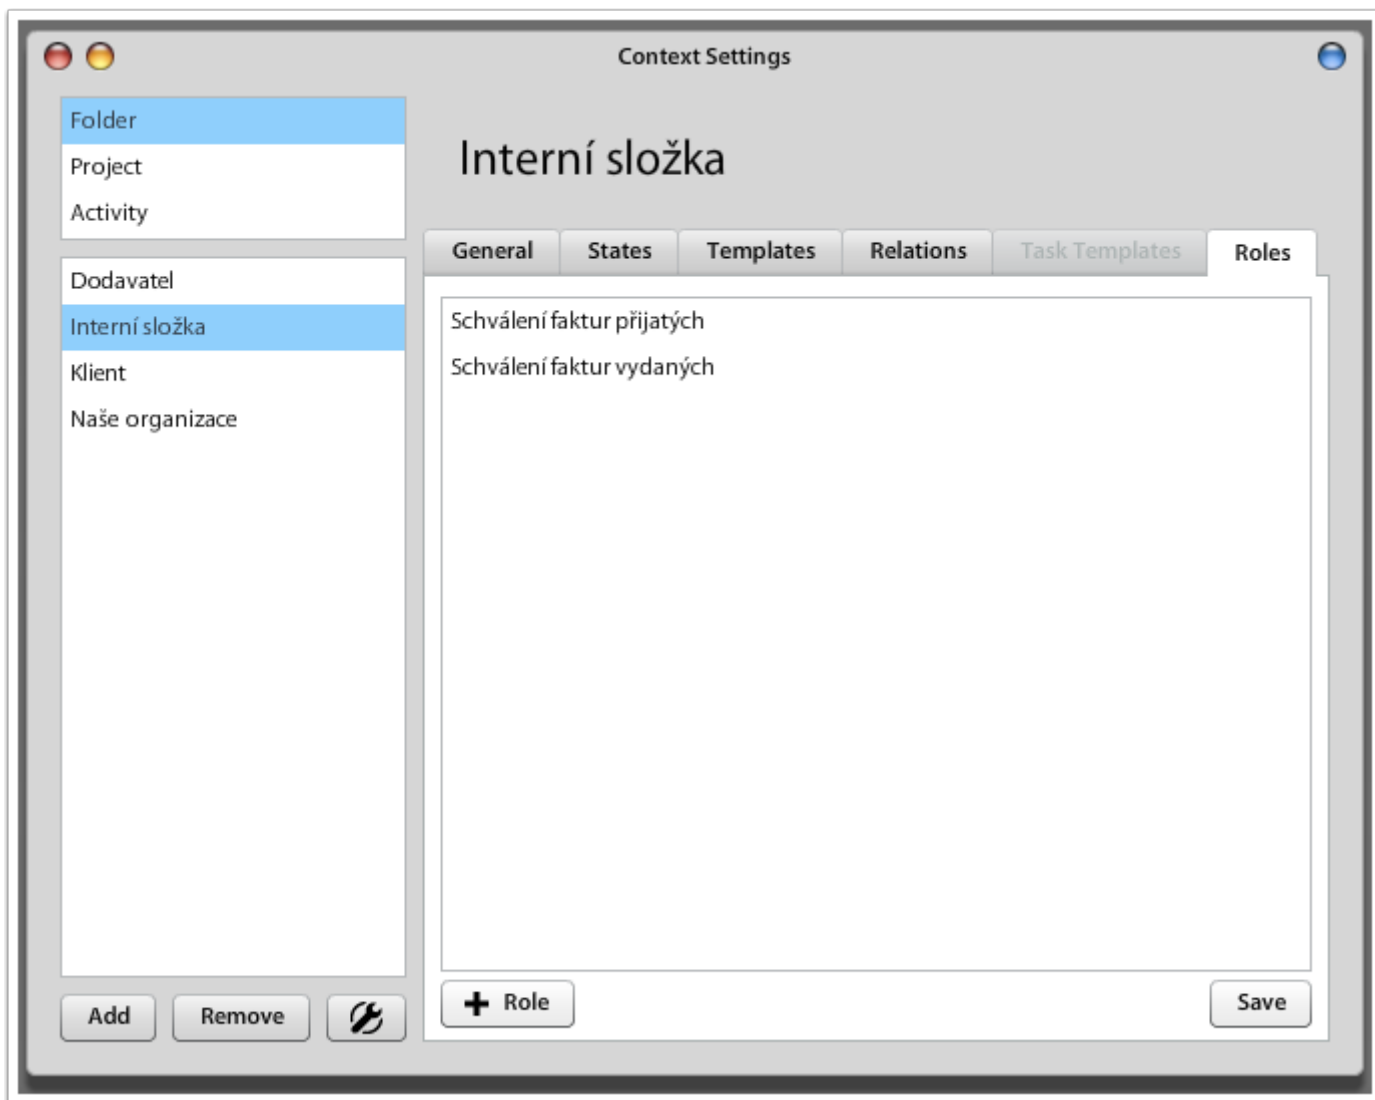 Context Settings
Folder
Project
Activity
Dodavatel
Interní složka
Klient
Naše organizace
Add
Remove
Interní složka
General
States
Templates
Relations
Task Templates
Roles
Schválení faktur přijatých
Schválení faktur vydaných
Role
Save